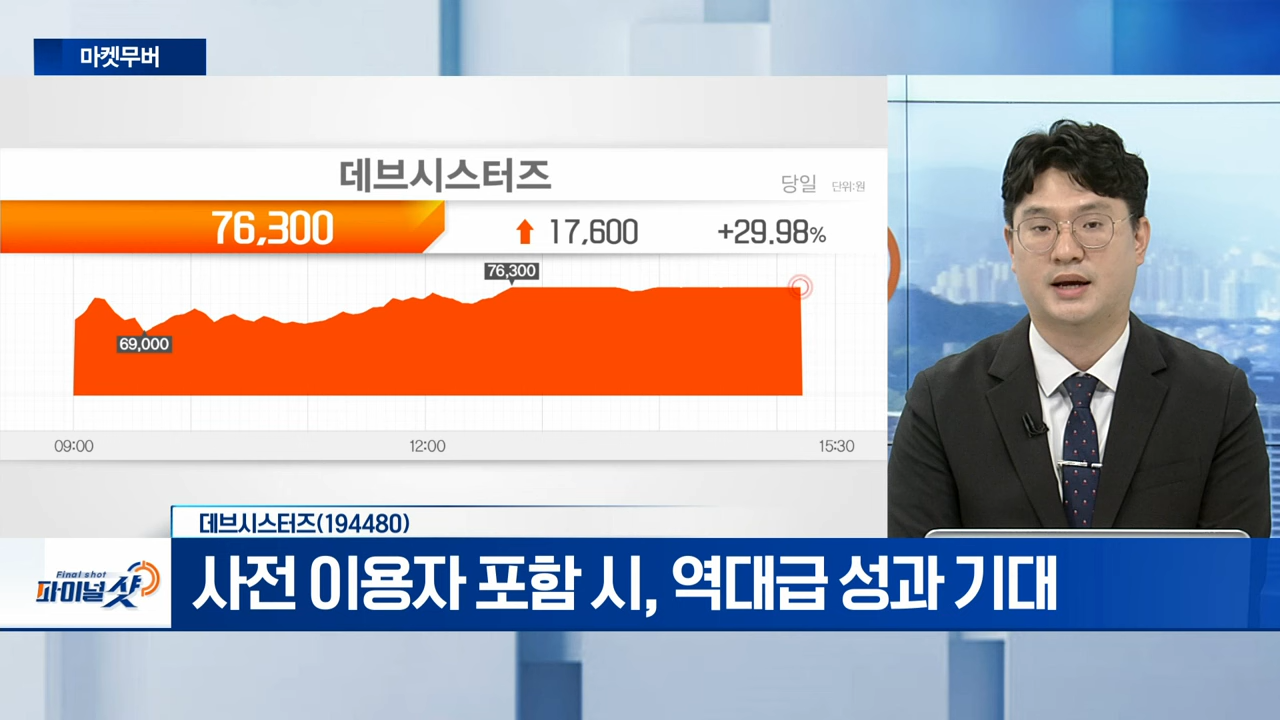 마켓무버
데브시스터즈
당일 단위:원
76,300 17,600 +29.98%
76,300
69,000
09:00 12:00 15:30
데브시스터즈(194480)
Final shot
파이널샷
사전 이용자 포함 시, 역대급 성과 기대